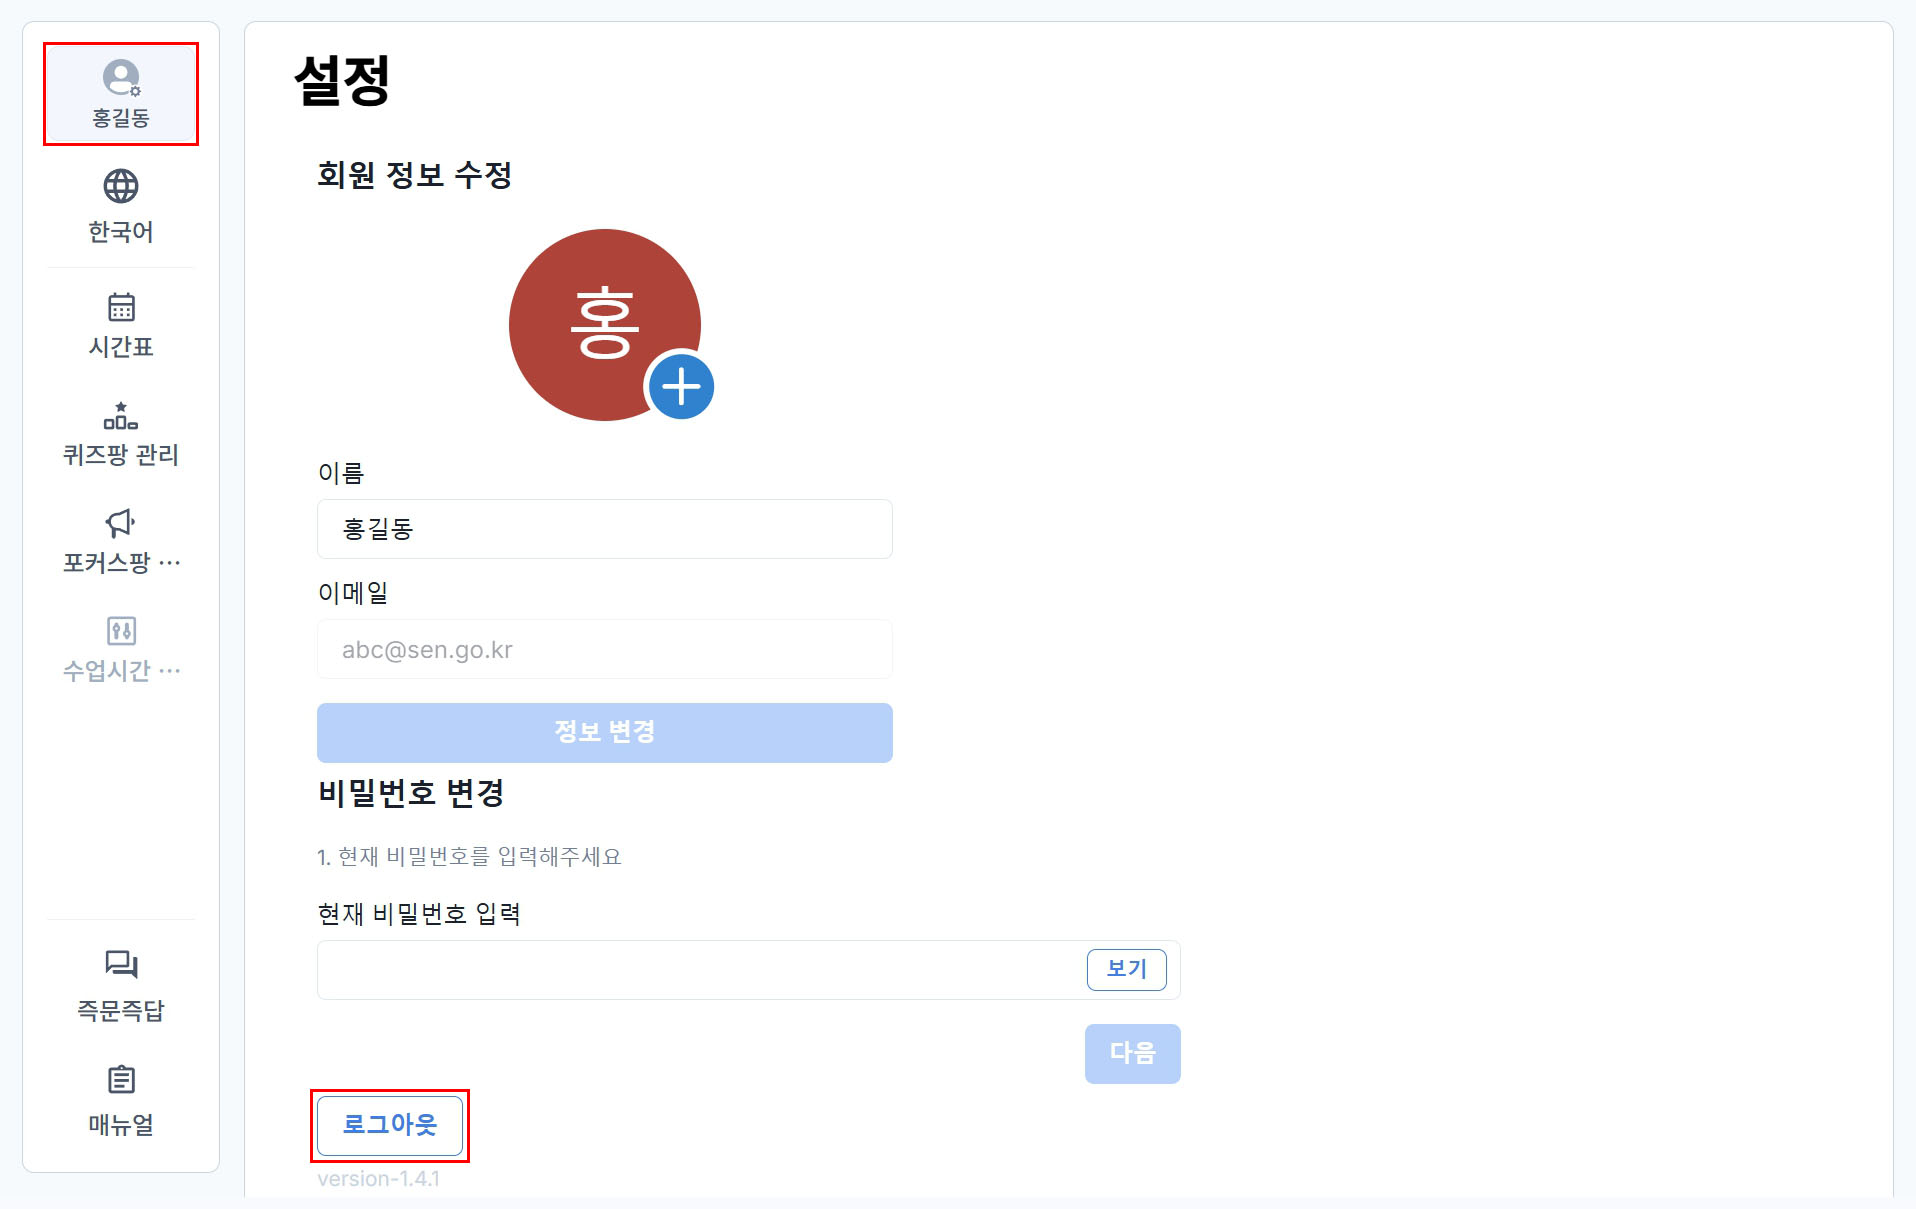 홍길동
한국어
시간표
퀴즈팡 관리
포커스팡 ···
수업시간 ···
즉문즉답
매뉴얼
설정
회원 정보 수정
홍
이름
홍길동
이메일
abc@sen.go.kr
정보 변경
비밀번호 변경
1. 현재 비밀번호를 입력해주세요
현재 비밀번호 입력
보기
다음
로그아웃
version-1.4.1